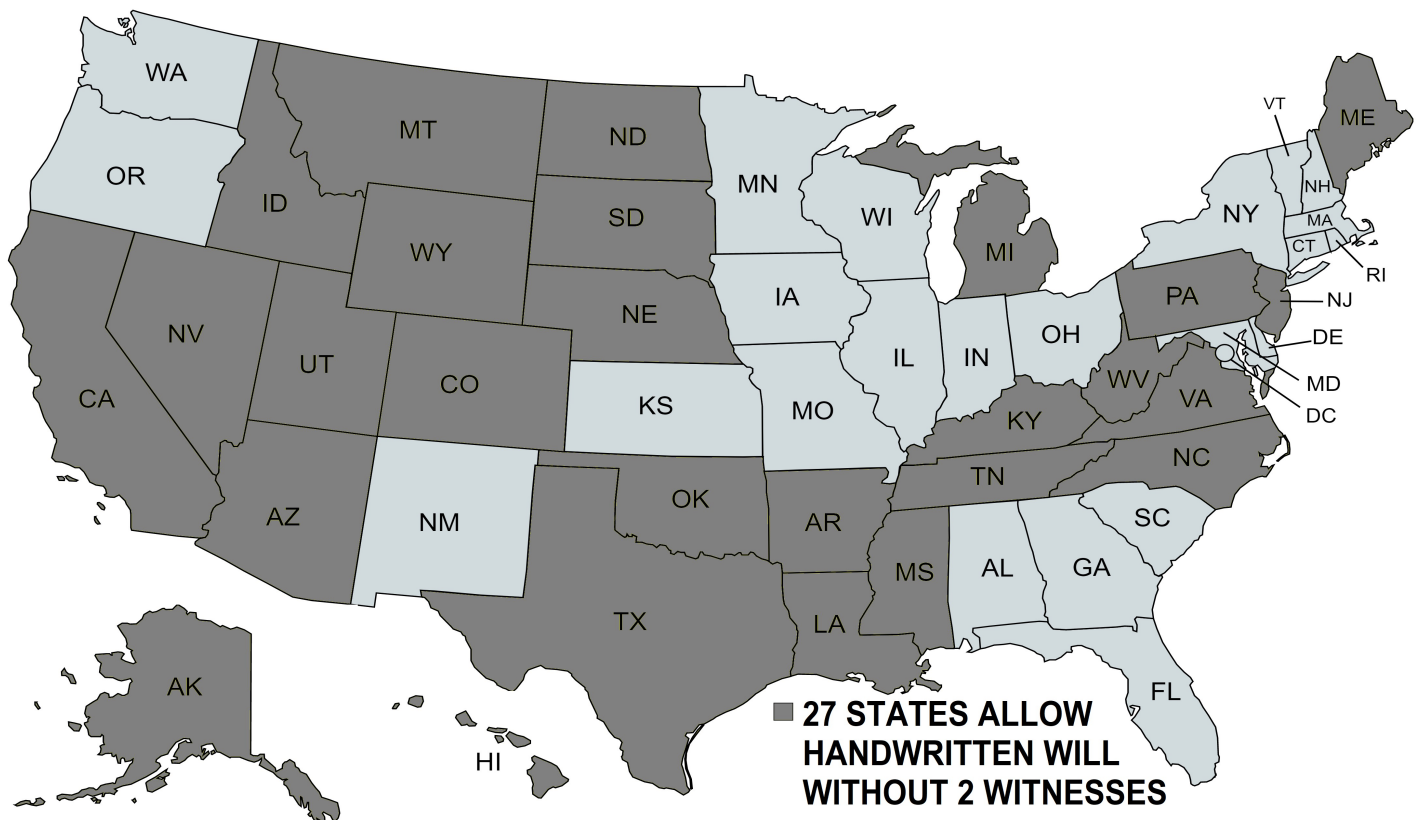 WA
MT
ND
ME
VT
OR
ID
SD
MN
WI
NH
NY
MA
CT
RI
WY
MI
IA
PA
NJ
NE
NV
UT
CO
IL
IN
OH
DE
MD
DC
CA
KS
MO
KY
WV
VA
NC
TN
AZ
NM
OK
AR
SC
MS
AL
GA
TX
LA
AK
FL
HI
27 STATES ALLOW
HANDWRITTEN WILL
WITHOUT 2 WITNESSES